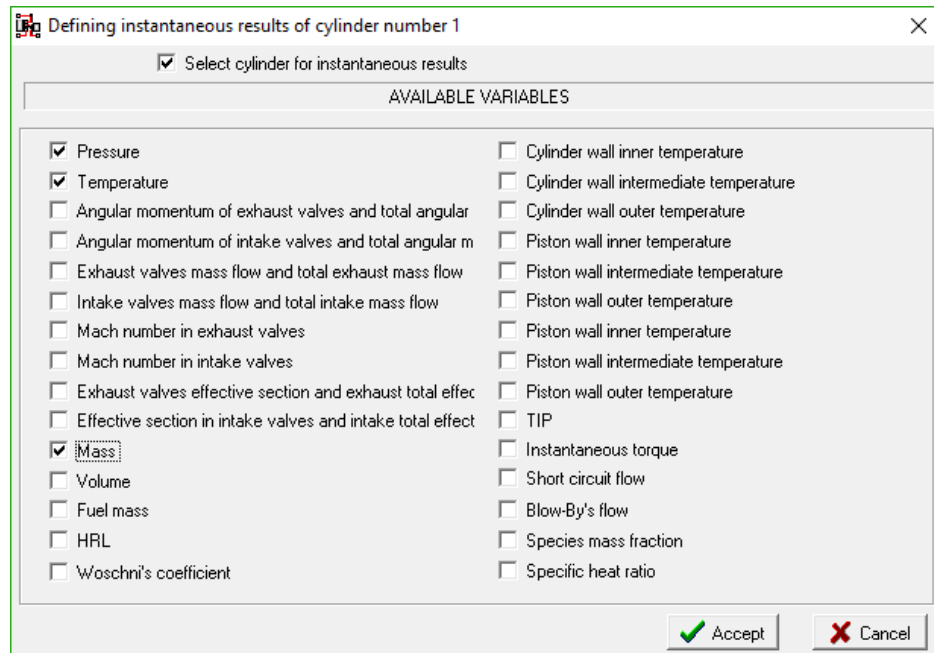 Defining instantaneous results of cylinder number 1
Select cylinder for instantaneous results
AVAILABLE VARIABLES
Pressure
Temperature
Angular momentum of exhaust valves and total angular
Angular momentum of intake valves and total angular m
Exhaust valves mass flow and total exhaust mass flow
Intake valves mass flow and total intake mass flow
Mach number in exhaust valves
Mach number in intake valves
Exhaust valves effective section and exhaust total effec
Effective section in intake valves and intake total effect
Mass
Volume
Fuel mass
HRL
Woschni's coefficient
Cylinder wall inner temperature
Cylinder wall intermediate temperature
Cylinder wall outer temperature
Piston wall inner temperature
Piston wall intermediate temperature
Piston wall outer temperature
Piston wall inner temperature
Piston wall intermediate temperature
Piston wall outer temperature
TIP
Instantaneous torque
Short circuit flow
Blow-By's flow
Species mass fraction
Specific heat ratio
Accept
Cancel